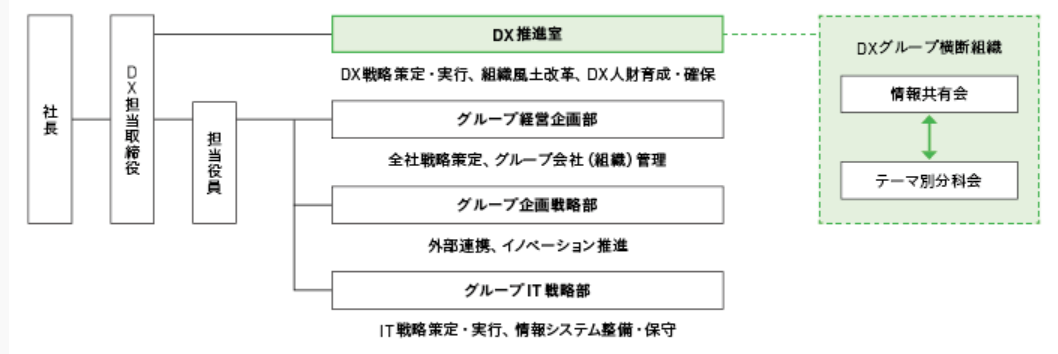 社長
DX担当取締役
担当役員
DX推進室
DX戦略策定・実行、組織風土改革、DX人財育成・確保
グループ経営企画部
全社戦略策定、グループ会社（組織）管理
グループ企画戦略部
外部連携、イノベーション推進
グループIT戦略部
IT戦略策定・実行、情報システム整備・保守
DXグループ横断組織
情報共有会
テーマ別分科会